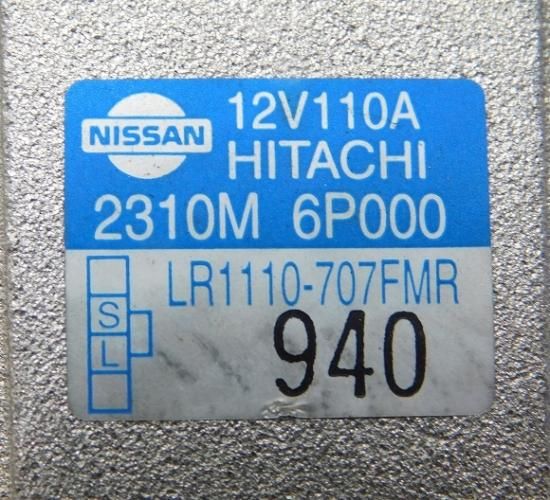 NISSAN
12V110A
HITACHI
2310M 6P000
LR1110-707FMR
S
L
940